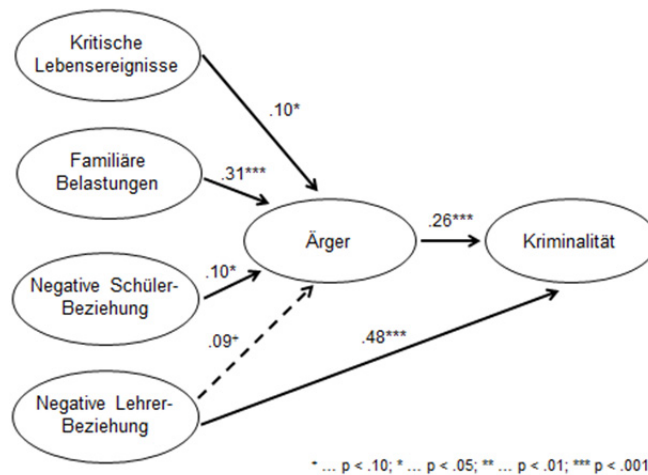 Kritische
Lebensereignisse
.10*
Familiäre
Belastungen
.31***
Ärger
.26***
Kriminalität
Negative Schüler-
Beziehung
.10*
.09⁺
.48***
Negative Lehrer-
Beziehung
⁺ ... p < .10; * ... p < .05; ** ... p < .01; *** p < .001